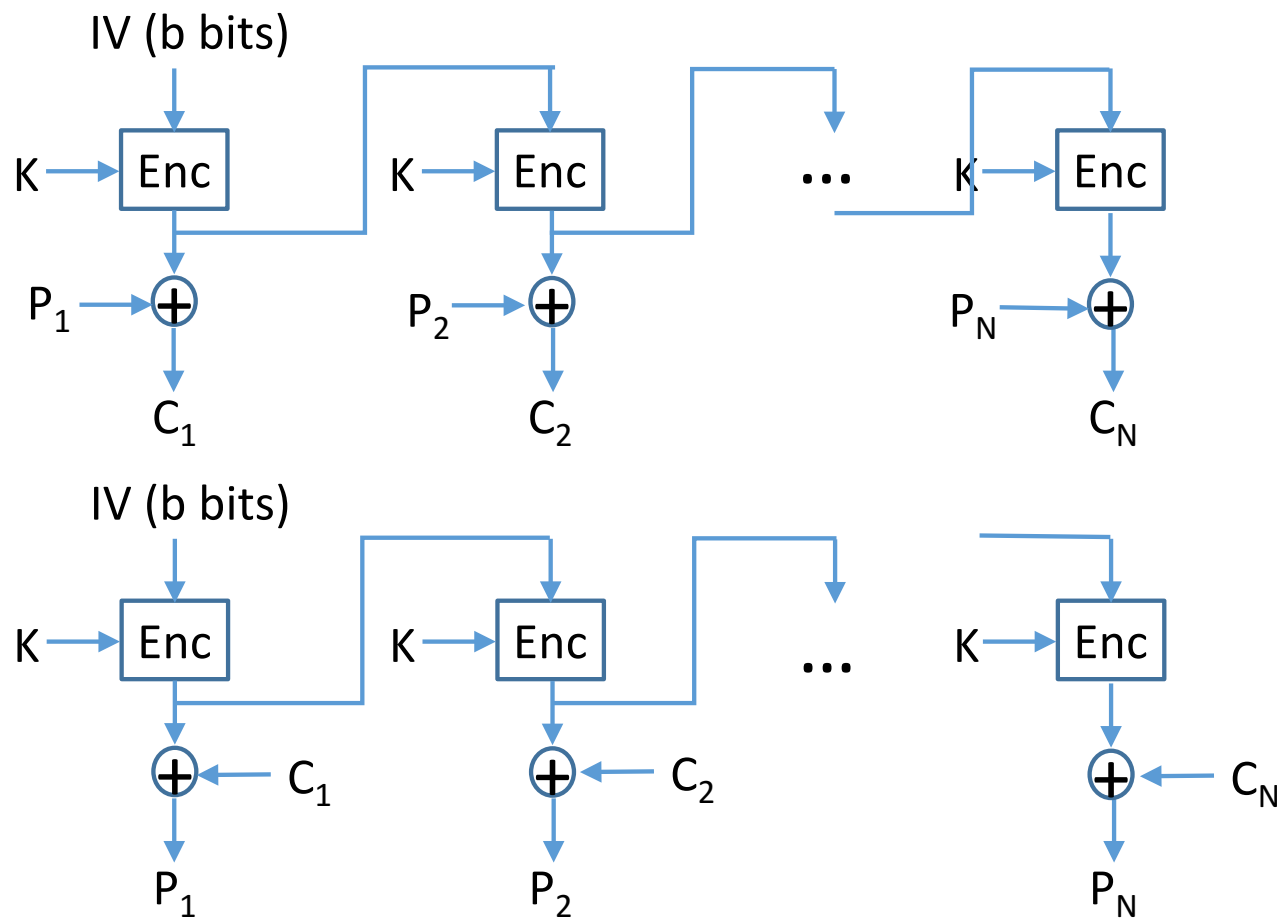 IV (b bits)
K Enc K Enc ... K Enc
P1 + P2 + PN +
C1 C2 CN
IV (b bits)
K Enc K Enc ... K Enc
+ C1 + C2 + CN
P1 P2 PN